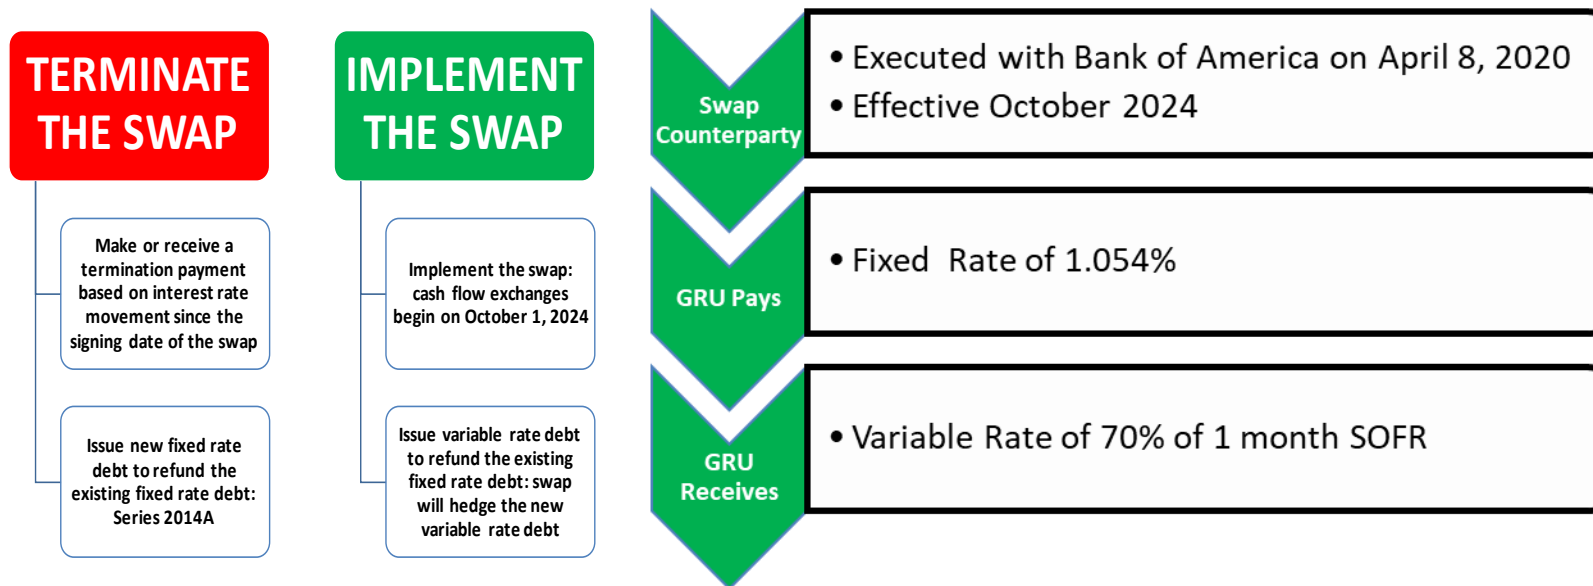 TERMINATE
THE SWAP
Make or receive a
termination payment
based on interest rate
movement since the
signing date of the swap
Issue new fixed rate
debt to refund the
existing fixed rate debt:
Series 2014A
IMPLEMENT
THE SWAP
Implement the swap:
cash flow exchanges
begin on October 1, 2024
Issue variable rate debt
to refund the existing
fixed rate debt: swap
will hedge the new
variable rate debt
Swap
Counterparty
• Executed with Bank of America on April 8, 2020
• Effective October 2024
GRU Pays
• Fixed Rate of 1.054%
GRU
Receives
• Variable Rate of 70% of 1 month SOFR